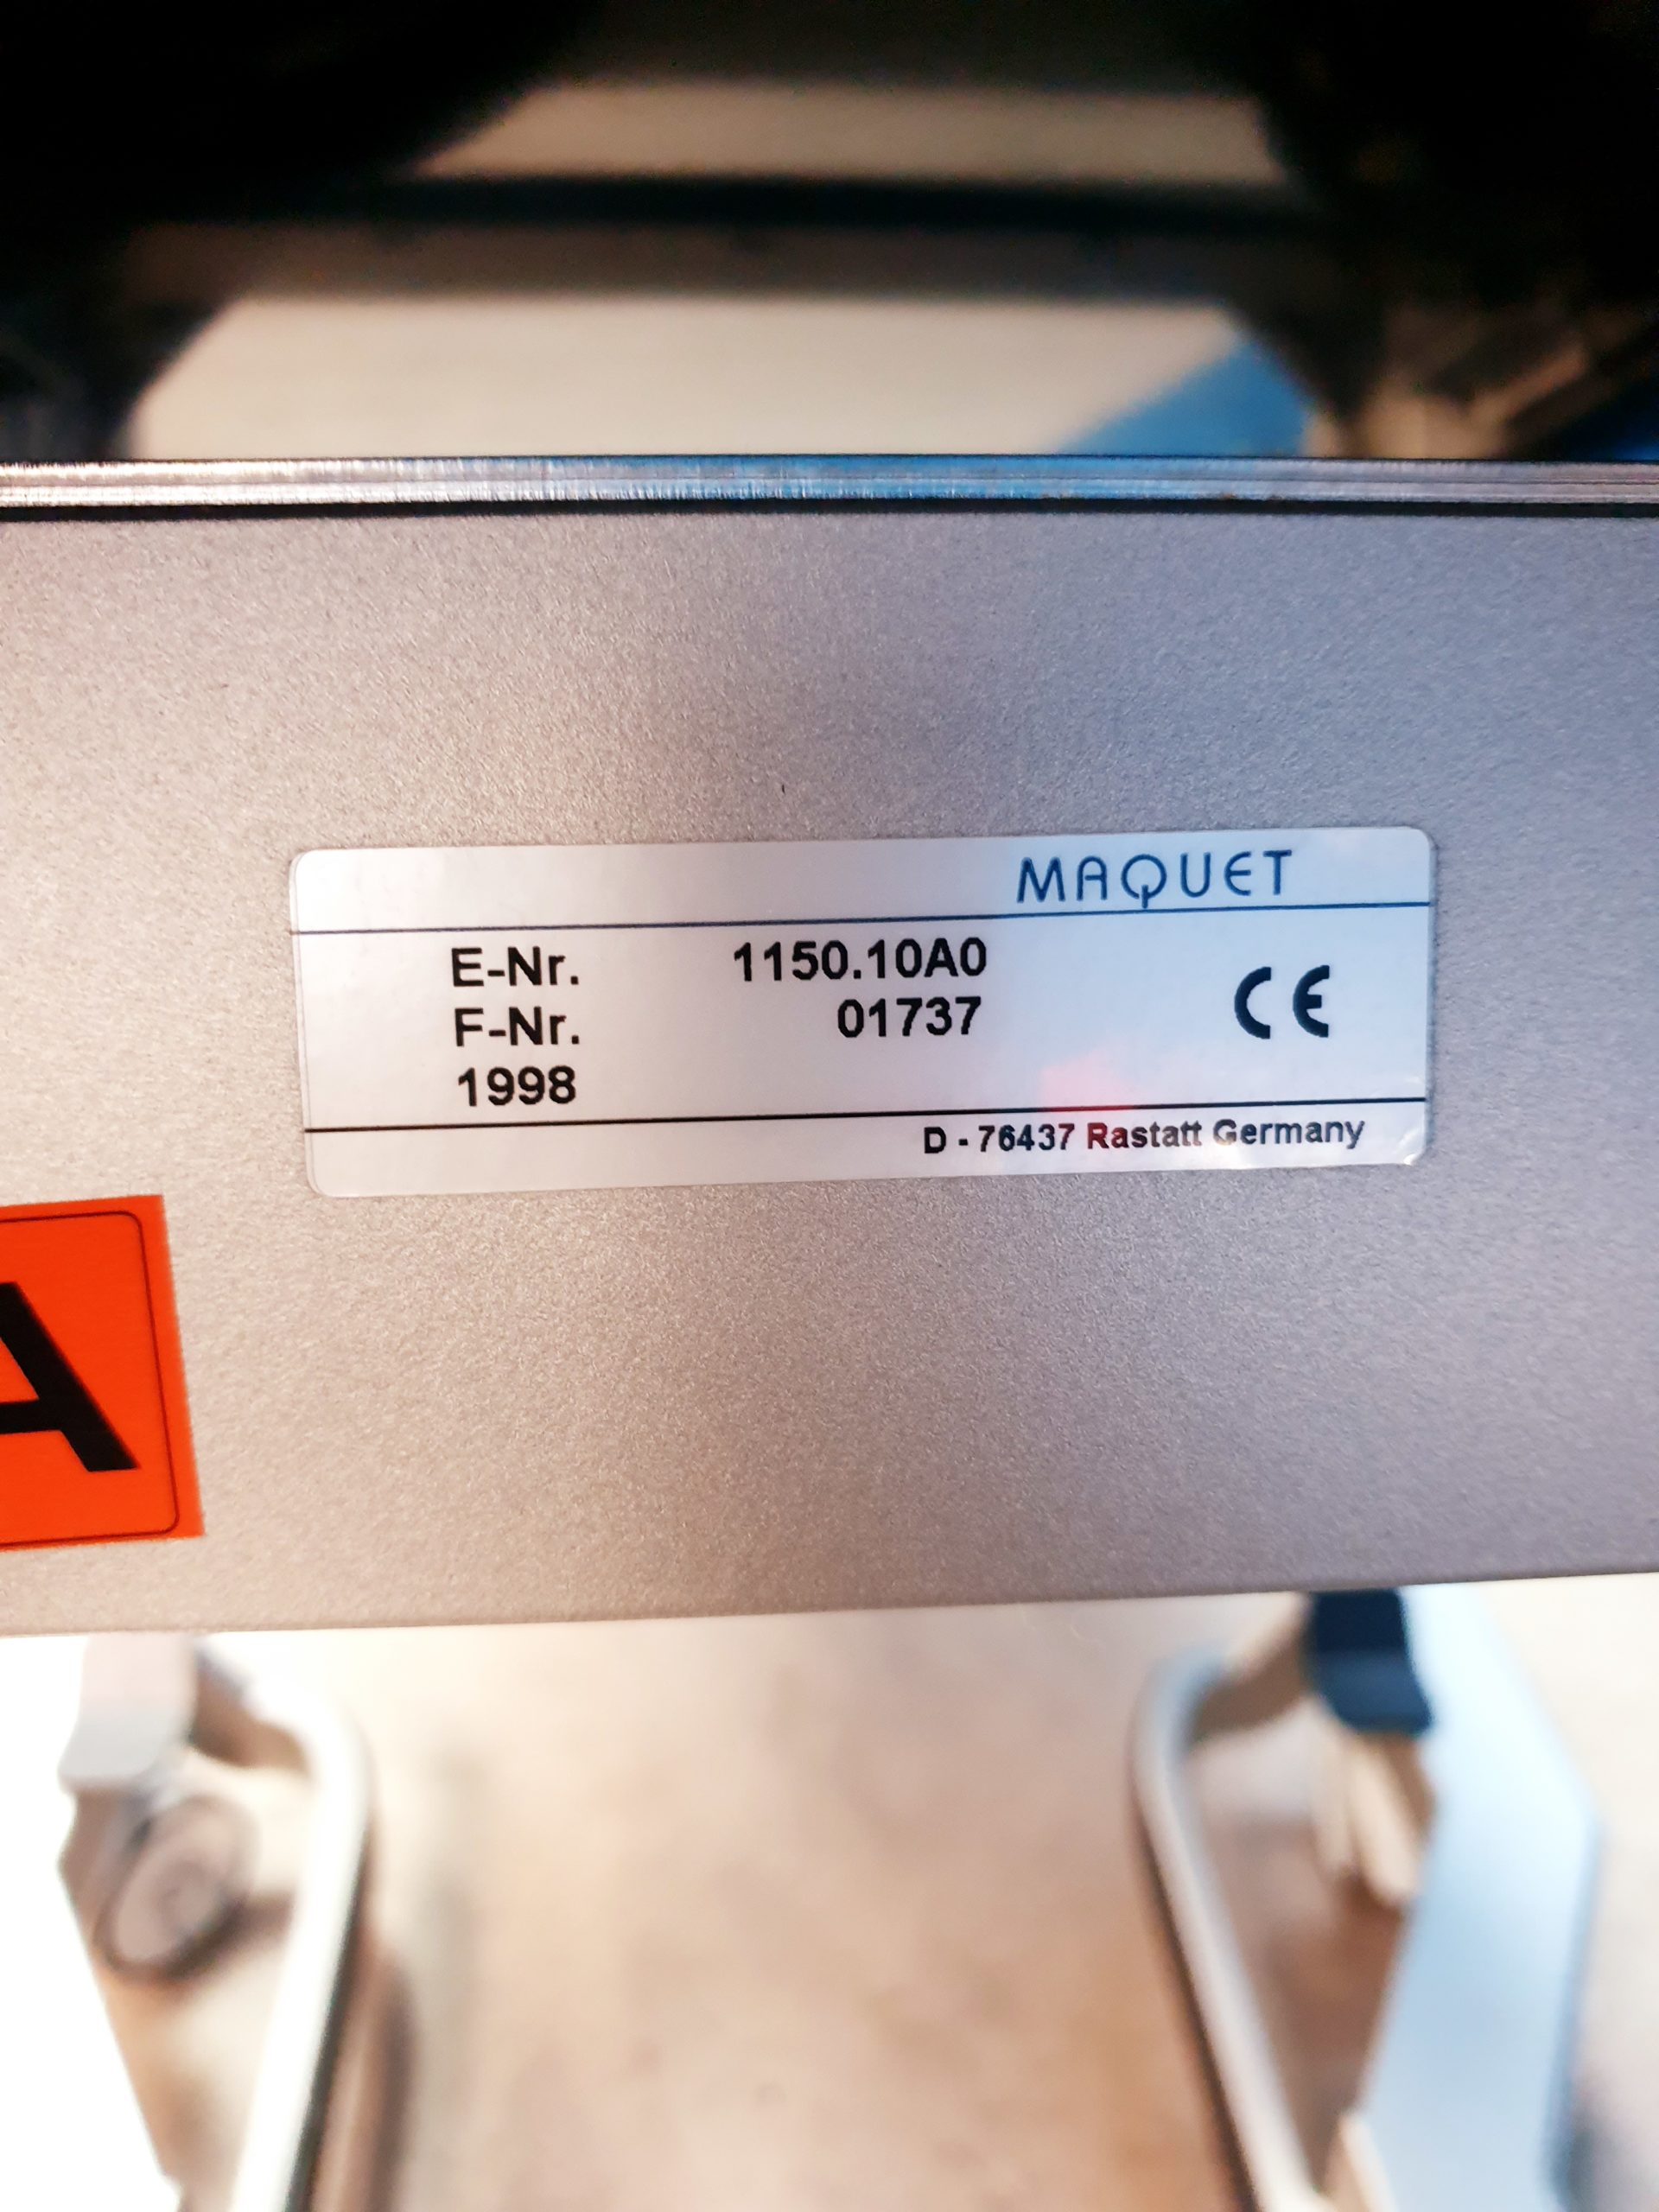 MAQUET
E-Nr. 1150.10A0
F-Nr. 01737
1998
CE
D - 76437 Rastatt Germany
A